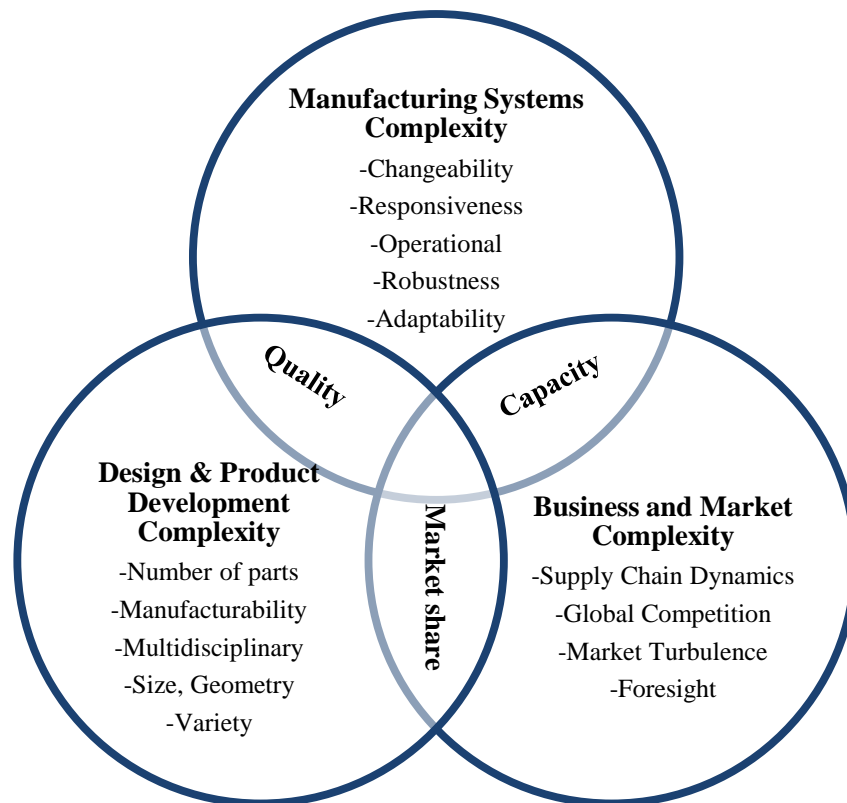 Manufacturing Systems
Complexity
-Changeability
-Responsiveness
-Operational
-Robustness
-Adaptability
Quality
Capacity
Design & Product
Development
Complexity
-Number of parts
-Manufacturability
-Multidisciplinary
-Size, Geometry
-Variety
Market share
Business and Market
Complexity
-Supply Chain Dynamics
-Global Competition
-Market Turbulence
-Foresight